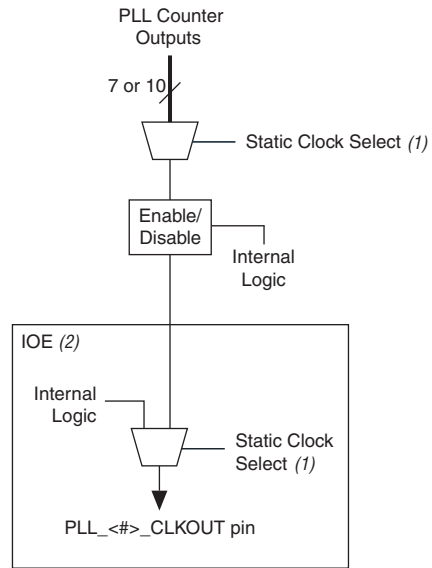 PLL Counter
Outputs
7 or 10
Static Clock Select (1)
Enable/
Disable
Internal
Logic
IOE (2)
Internal
Logic
Static Clock
Select (1)
PLL_<#>_CLKOUT pin